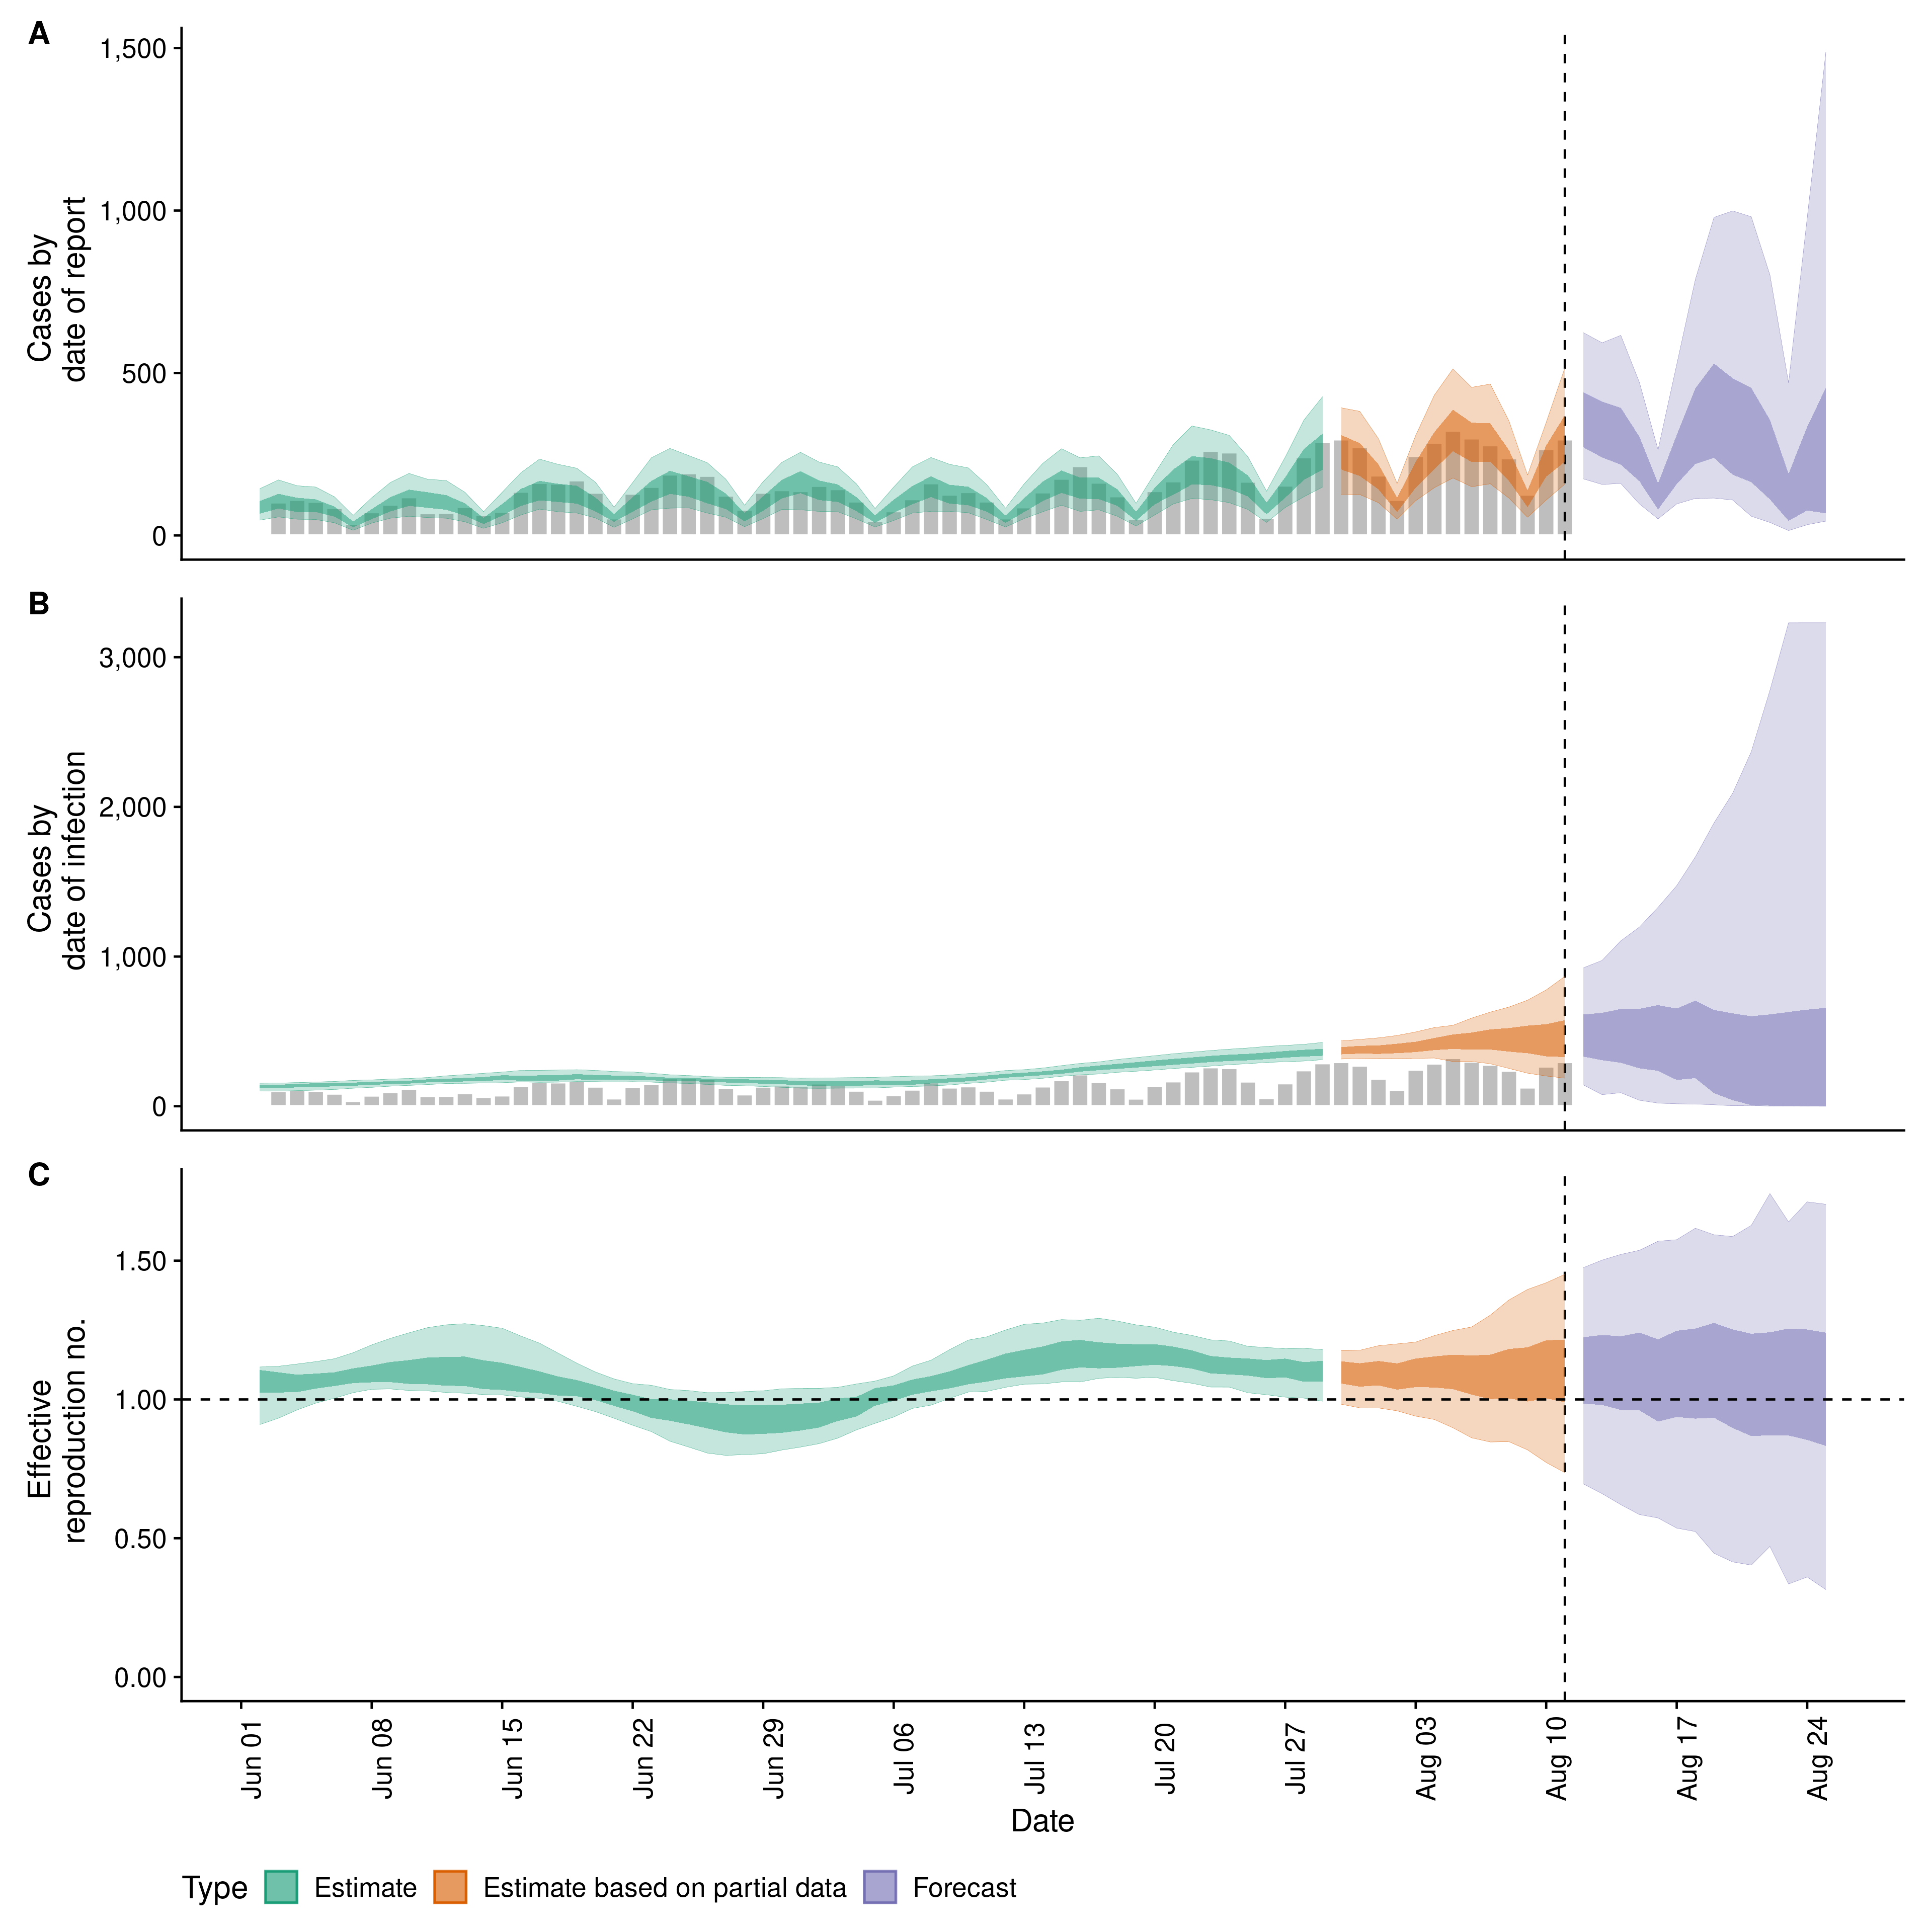 A
1,500
1,000
500
0
Cases by
date of report
B
3,000
2,000
1,000
0
Cases by
date of infection
C
1.50
1.00
0.50
0.00
Effective
reproduction no.
Jun 01
Jun 08
Jun 15
Jun 22
Jun 29
Jul 06
Jul 13
Jul 20
Jul 27
Aug 03
Aug 10
Aug 17
Aug 24
Date
Type Estimate Estimate based on partial data Forecast